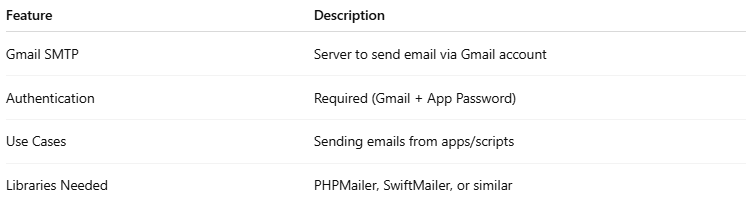 Feature Description
Gmail SMTP Server to send email via Gmail account
Authentication Required (Gmail + App Password)
Use Cases Sending emails from apps/scripts
Libraries Needed PHPMailer, SwiftMailer, or similar